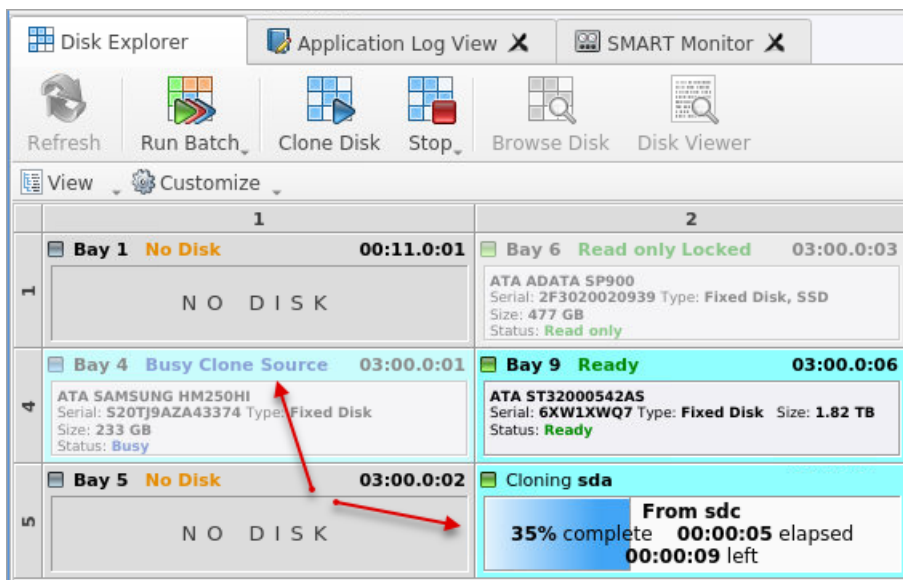 Disk Explorer
Application Log View X
SMART Monitor X
Refresh
Run Batch
Clone Disk
Stop
Browse Disk
Disk Viewer
View
Customize
1
2
1
Bay 1 No Disk 00:11.0:01
NO DISK
Bay 6 Read only Locked 03:00.0:03
ATA ADATA SP900
Serial: 2F3020020939 Type: Fixed Disk, SSD
Size: 477 GB
Status: Read only
4
Bay 4 Busy Clone Source 03:00.0:01
ATA SAMSUNG HM250HI
Serial: S20TJ9AZA43374 Type: Fixed Disk
Size: 233 GB
Status: Busy
Bay 9 Ready 03:00.0:06
ATA ST32000542AS
Serial: 6XW1XWQ7 Type: Fixed Disk Size: 1.82 TB
Status: Ready
5
Bay 5 No Disk 03:00.0:02
NO DISK
Cloning sda
From sdc
35% complete 00:00:05 elapsed
00:00:09 left